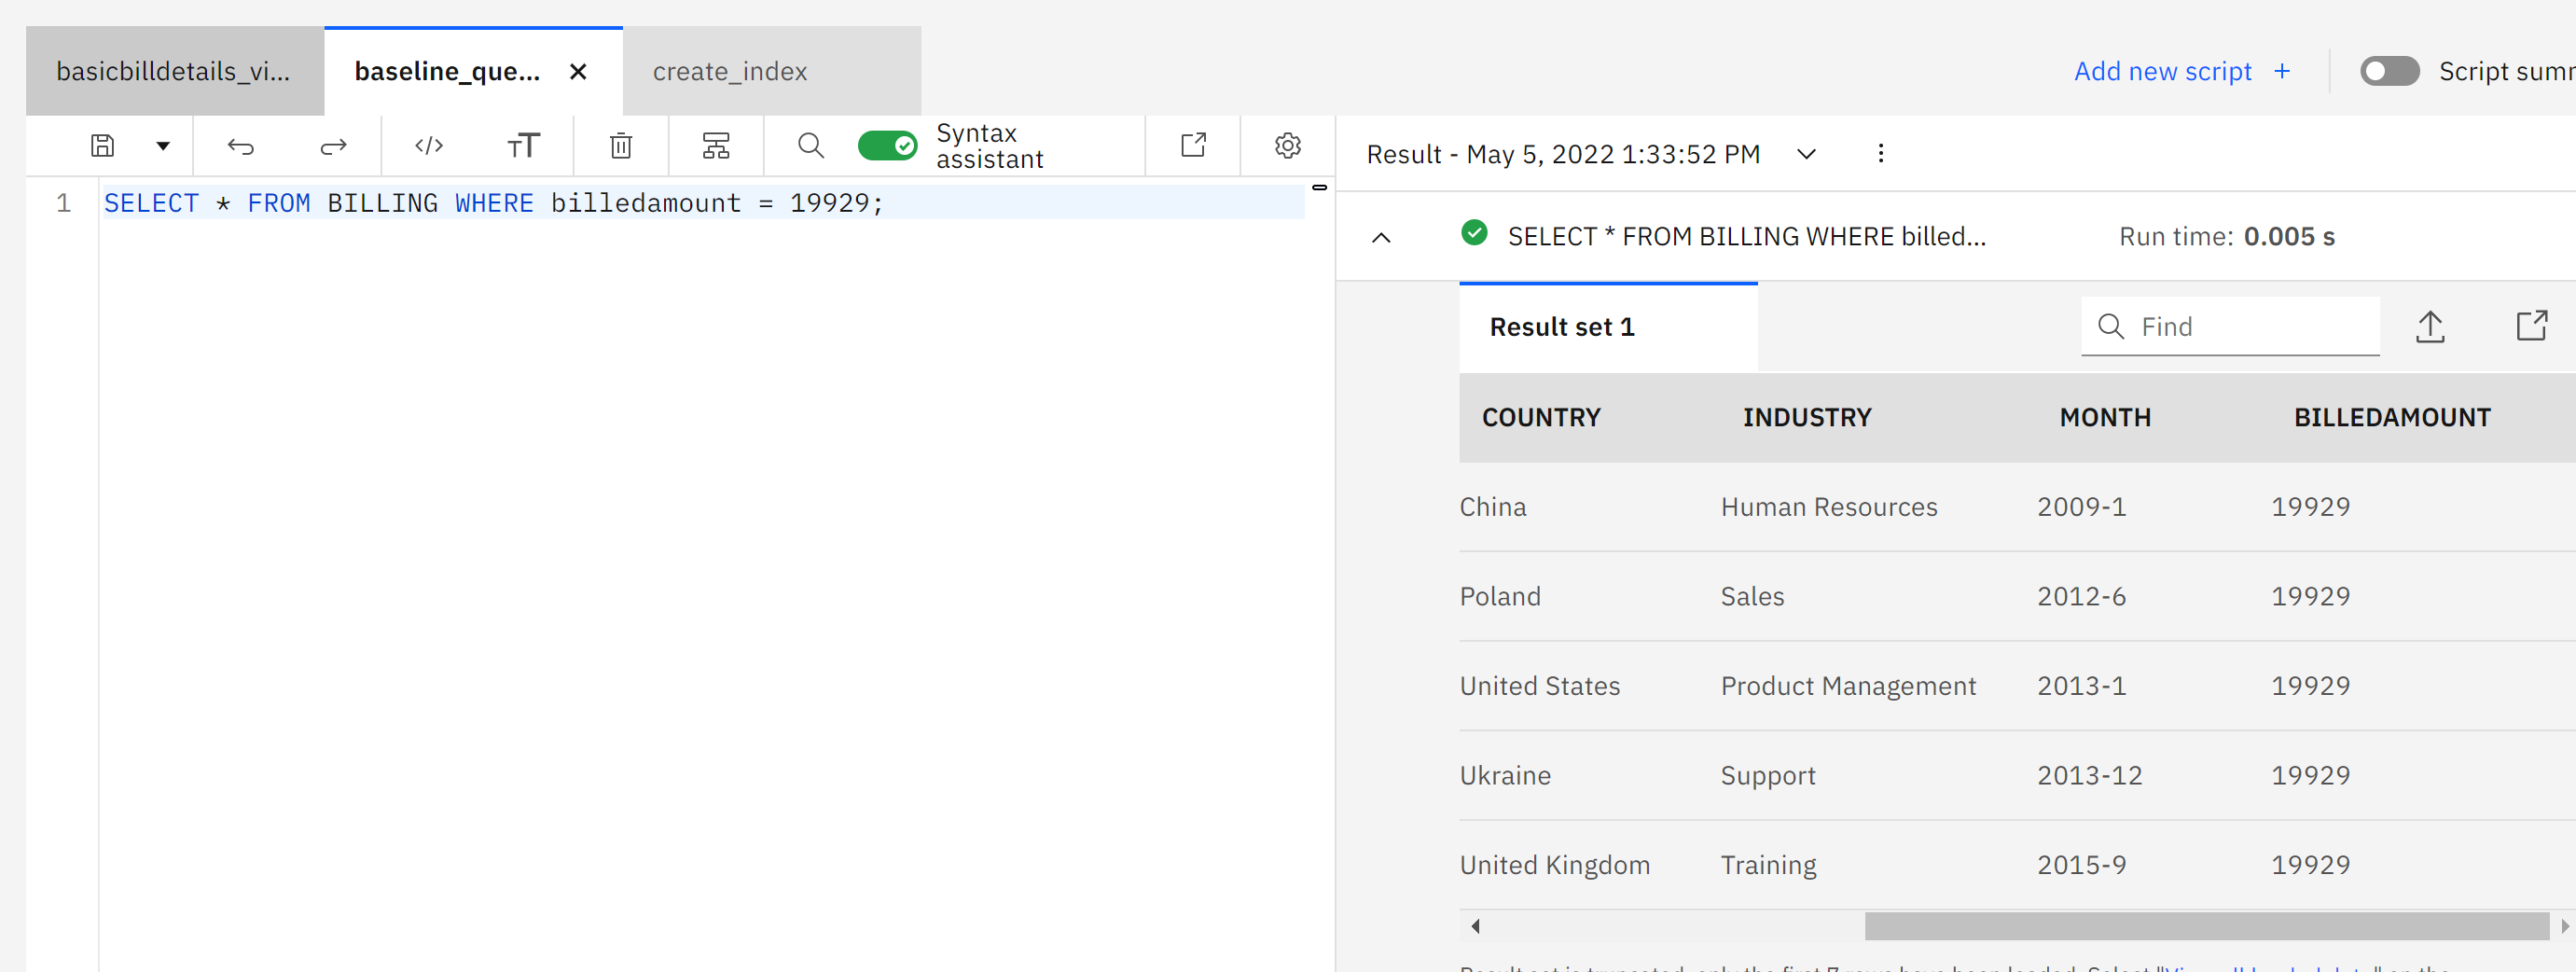 basicbilldetails_vi...
baseline_que...
create_index
Add new script +
Script sum
Syntax
assistant
1 SELECT * FROM BILLING WHERE billedamount = 19929;
Result - May 5, 2022 1:33:52 PM
SELECT * FROM BILLING WHERE billed...
Run time: 0.005 s
Result set 1
Find
COUNTRY INDUSTRY MONTH BILLEDAMOUNT
China Human Resources 2009-1 19929
Poland Sales 2012-6 19929
United States Product Management 2013-1 19929
Ukraine Support 2013-12 19929
United Kingdom Training 2015-9 19929